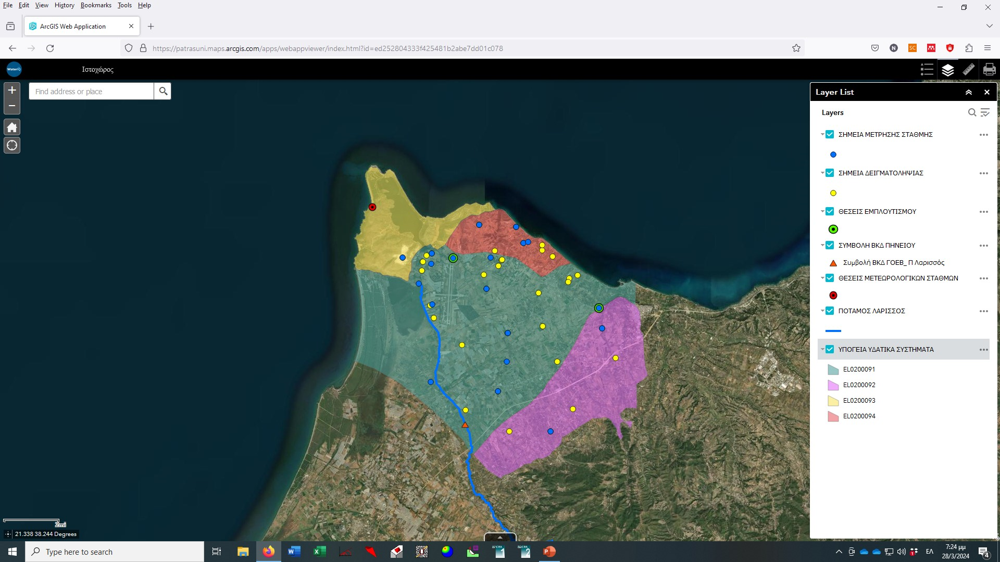 File Edit View History Bookmarks Tools Help
ArcGIS Web Application
https://patrasuni.maps.arcgis.com/apps/webappviewer/index.html?id=ed252804333f425481b2abe7dd01c078
WaterIQ
Ιστοχώρος
Find address or place
Layer List
Layers
ΣΗΜΕΙΑ ΜΕΤΡΗΣΗΣ ΣΤΑΘΜΗΣ
ΣΗΜΕΙΑ ΔΕΙΓΜΑΤΟΛΗΨΙΑΣ
ΘΕΣΕΙΣ ΕΜΠΛΟΥΤΙΣΜΟΥ
ΣΥΜΒΟΛΗ ΒΚΔ ΠΗΝΕΙΟΥ
Συμβολή ΒΚΔ ΓΟΕΒ_ Π Λαρισσός
ΘΕΣΕΙΣ ΜΕΤΕΩΡΟΛΟΓΙΚΩΝ ΣΤΑΘΜΩΝ
ΠΟΤΑΜΟΣ ΛΑΡΙΣΣΟΣ
ΥΠΟΓΕΙΑ ΥΔΑΤΙΚΑ ΣΥΣΤΗΜΑΤΑ
EL0200091
EL0200092
EL0200093
EL0200094
2mi
21.338 38.244 Degrees
Type here to search
ΕΛ
7:24 μμ
28/3/2024
4